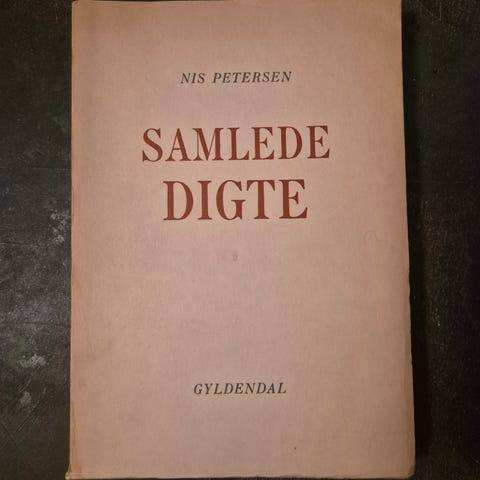 NIS PETERSEN
SAMLEDE
DIGTE
GYLDENDAL